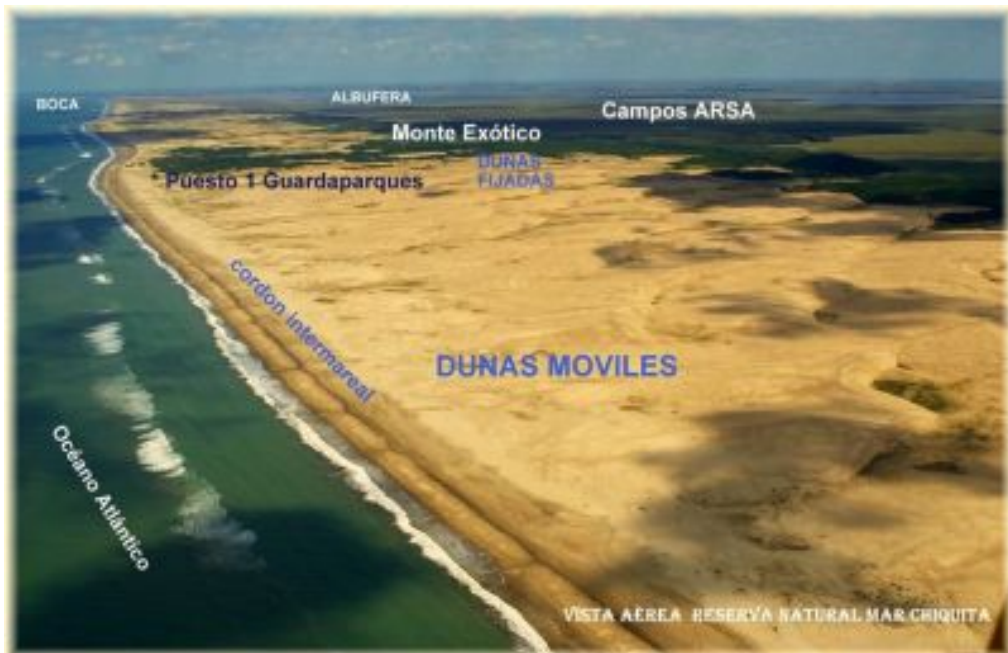 BOCA
ALBUFERA
Campos ARSA
Monte Exótico
DUNAS
FIJADAS
Puesto 1 Guardaparques
cordon intermareal
DUNAS MOVILES
Océano Atlántico
VISTA AÉREA RESERVA NATURAL MAR CHIQUITA